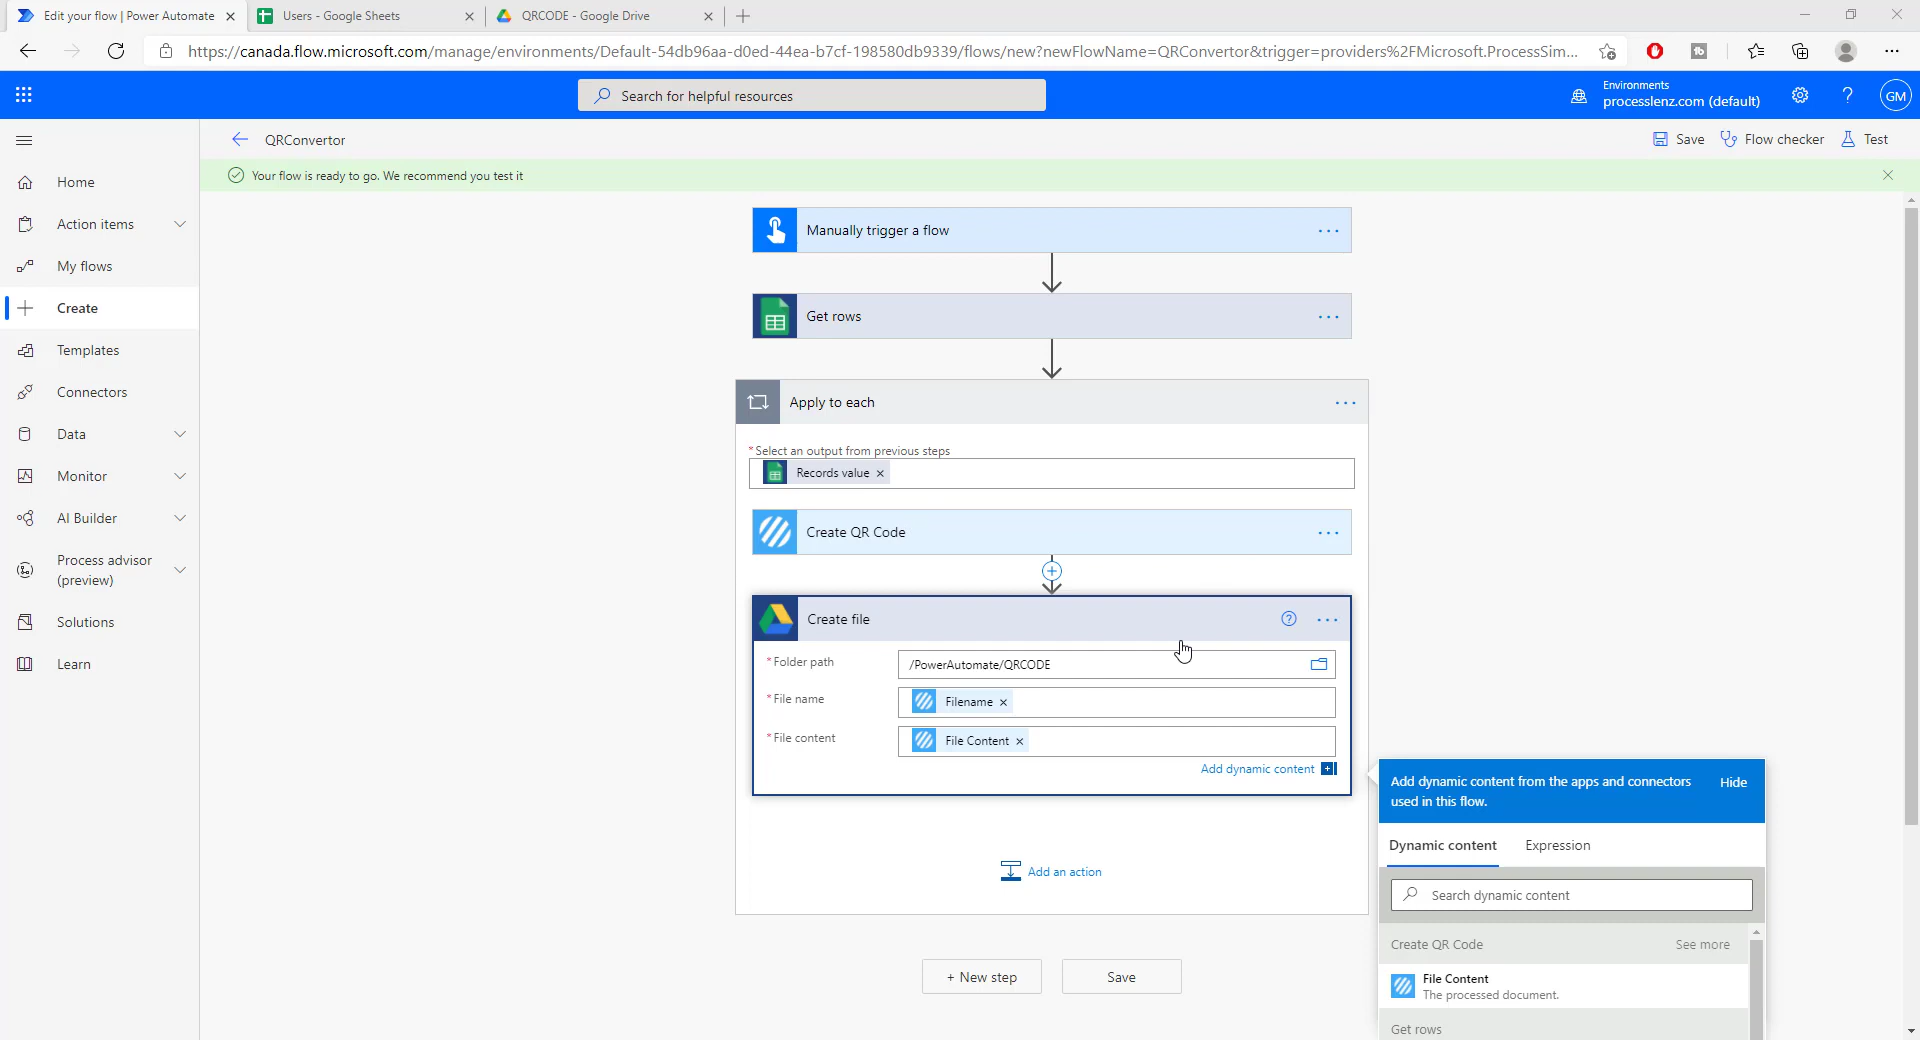 Edit your flow | Power Automate
Users - Google Sheets
QRCODE - Google Drive
https://canada.flow.microsoft.com/manage/environments/Default-54db96aa-d0ed-44ea-b7cf-198580db9339/flows/new?newFlowName=QRConvertor&trigger=providers%2FMicrosoft.ProcessSim...
Search for helpful resources
Environments
processlenz.com (default)
GM
QRConvertor
Save
Flow checker
Test
Your flow is ready to go. We recommend you test it
Home
Action items
My flows
Create
Templates
Connectors
Data
Monitor
AI Builder
Process advisor
(preview)
Solutions
Learn
Manually trigger a flow
Get rows
Apply to each
* Select an output from previous steps
Records value
Create QR Code
Create file
* Folder path
/PowerAutomate/QRCODE
* File name
Filename
* File content
File Content
Add dynamic content
Add an action
+ New step
Save
Add dynamic content from the apps and connectors
used in this flow.
Hide
Dynamic content
Expression
Search dynamic content
Create QR Code
See more
File Content
The processed document.
Get rows